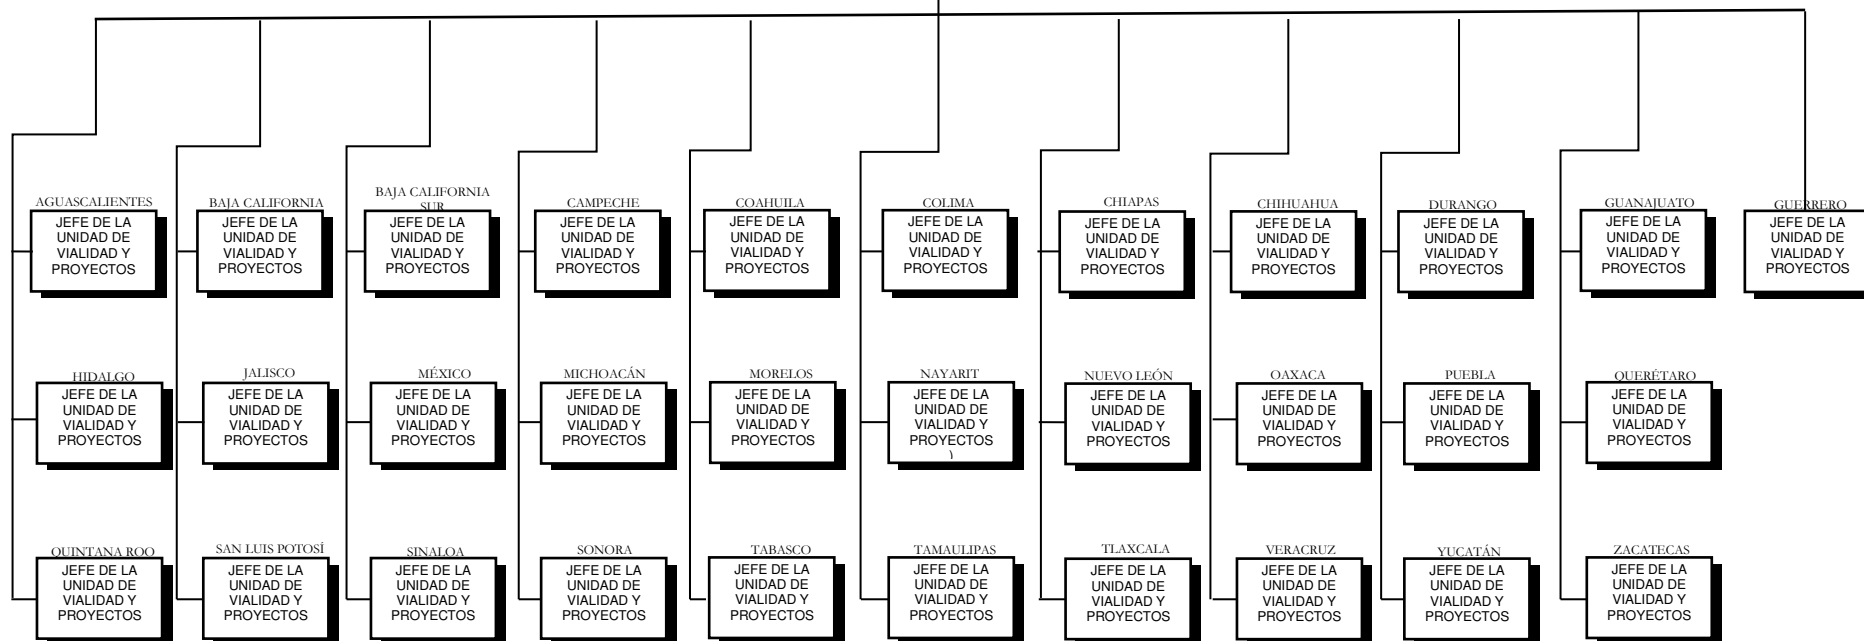 AGUASCALIENTES
JEFE DE LA
UNIDAD DE
VIALIDAD Y
PROYECTOS
BAJA CALIFORNIA
JEFE DE LA
UNIDAD DE
VIALIDAD Y
PROYECTOS
BAJA CALIFORNIA
SUR
JEFE DE LA
UNIDAD DE
VIALIDAD Y
PROYECTOS
CAMPECHE
JEFE DE LA
UNIDAD DE
VIALIDAD Y
PROYECTOS
COAHUILA
JEFE DE LA
UNIDAD DE
VIALIDAD Y
PROYECTOS
COLIMA
JEFE DE LA
UNIDAD DE
VIALIDAD Y
PROYECTOS
CHIAPAS
JEFE DE LA
UNIDAD DE
VIALIDAD Y
PROYECTOS
CHIHUAHUA
JEFE DE LA
UNIDAD DE
VIALIDAD Y
PROYECTOS
DURANGO
JEFE DE LA
UNIDAD DE
VIALIDAD Y
PROYECTOS
GUANAJUATO
JEFE DE LA
UNIDAD DE
VIALIDAD Y
PROYECTOS
GUERRERO
JEFE DE LA
UNIDAD DE
VIALIDAD Y
PROYECTOS
HIDALGO
JEFE DE LA
UNIDAD DE
VIALIDAD Y
PROYECTOS
JALISCO
JEFE DE LA
UNIDAD DE
VIALIDAD Y
PROYECTOS
MÉXICO
JEFE DE LA
UNIDAD DE
VIALIDAD Y
PROYECTOS
MICHOACÁN
JEFE DE LA
UNIDAD DE
VIALIDAD Y
PROYECTOS
MORELOS
JEFE DE LA
UNIDAD DE
VIALIDAD Y
PROYECTOS
NAYARIT
JEFE DE LA
UNIDAD DE
VIALIDAD Y
PROYECTOS
)
NUEVO LEÓN
JEFE DE LA
UNIDAD DE
VIALIDAD Y
PROYECTOS
OAXACA
JEFE DE LA
UNIDAD DE
VIALIDAD Y
PROYECTOS
PUEBLA
JEFE DE LA
UNIDAD DE
VIALIDAD Y
PROYECTOS
QUERÉTARO
JEFE DE LA
UNIDAD DE
VIALIDAD Y
PROYECTOS
QUINTANA ROO
JEFE DE LA
UNIDAD DE
VIALIDAD Y
PROYECTOS
SAN LUIS POTOSÍ
JEFE DE LA
UNIDAD DE
VIALIDAD Y
PROYECTOS
SINALOA
JEFE DE LA
UNIDAD DE
VIALIDAD Y
PROYECTOS
SONORA
JEFE DE LA
UNIDAD DE
VIALIDAD Y
PROYECTOS
TABASCO
JEFE DE LA
UNIDAD DE
VIALIDAD Y
PROYECTOS
TAMAULIPAS
JEFE DE LA
UNIDAD DE
VIALIDAD Y
PROYECTOS
TLAXCALA
JEFE DE LA
UNIDAD DE
VIALIDAD Y
PROYECTOS
VERACRUZ
JEFE DE LA
UNIDAD DE
VIALIDAD Y
PROYECTOS
YUCATÁN
JEFE DE LA
UNIDAD DE
VIALIDAD Y
PROYECTOS
ZACATECAS
JEFE DE LA
UNIDAD DE
VIALIDAD Y
PROYECTOS